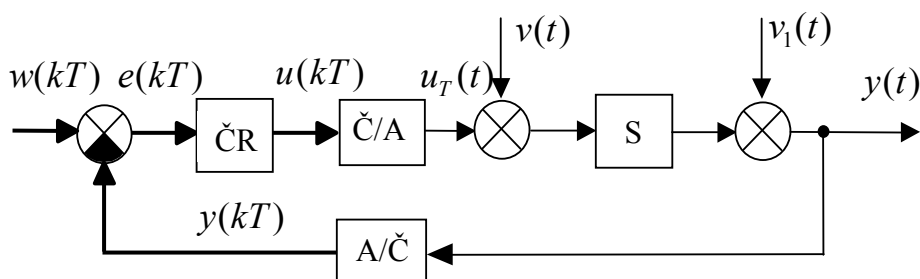 v(t)
v₁(t)
w(kT)
e(kT)
u(kT)
u_T(t)
y(t)
ČR
Č/A
S
y(kT)
A/Č